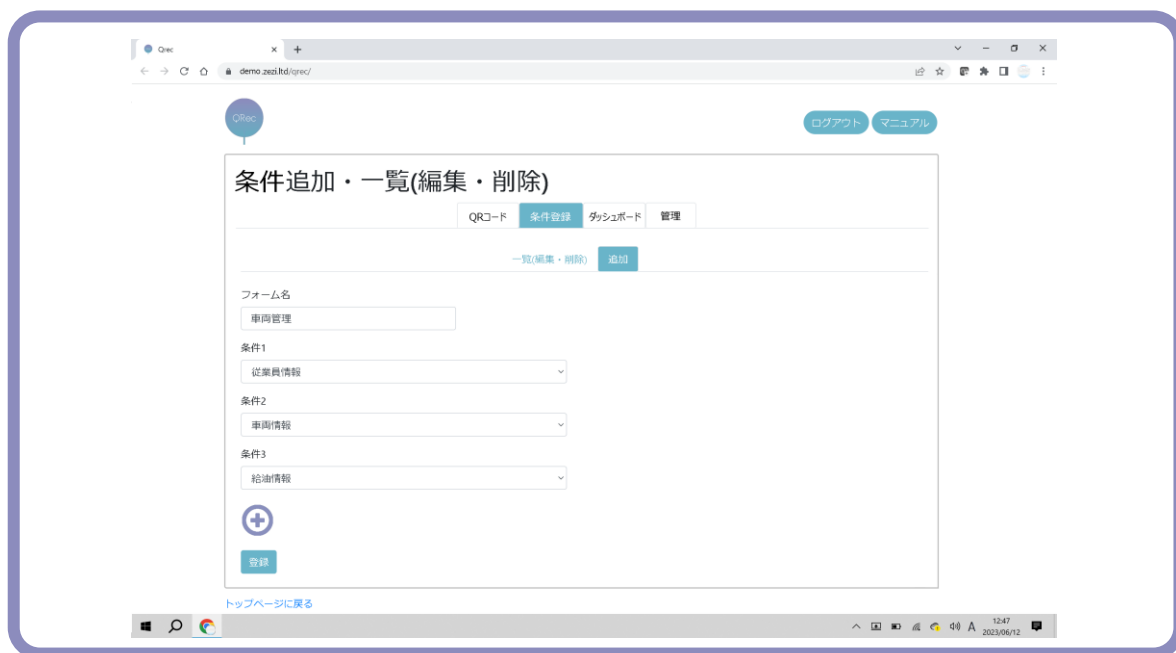 Qrec
demo.zezi.ltd/qrec/
QRec
ログアウト マニュアル
条件追加・一覧(編集・削除)
QRコード 条件登録 ダッシュボード 管理
一覧(編集・削除) 追加
フォーム名
車両管理
条件1
従業員情報
条件2
車両情報
条件3
給油情報
登録
トップページに戻る
A 12:47
2023/06/12